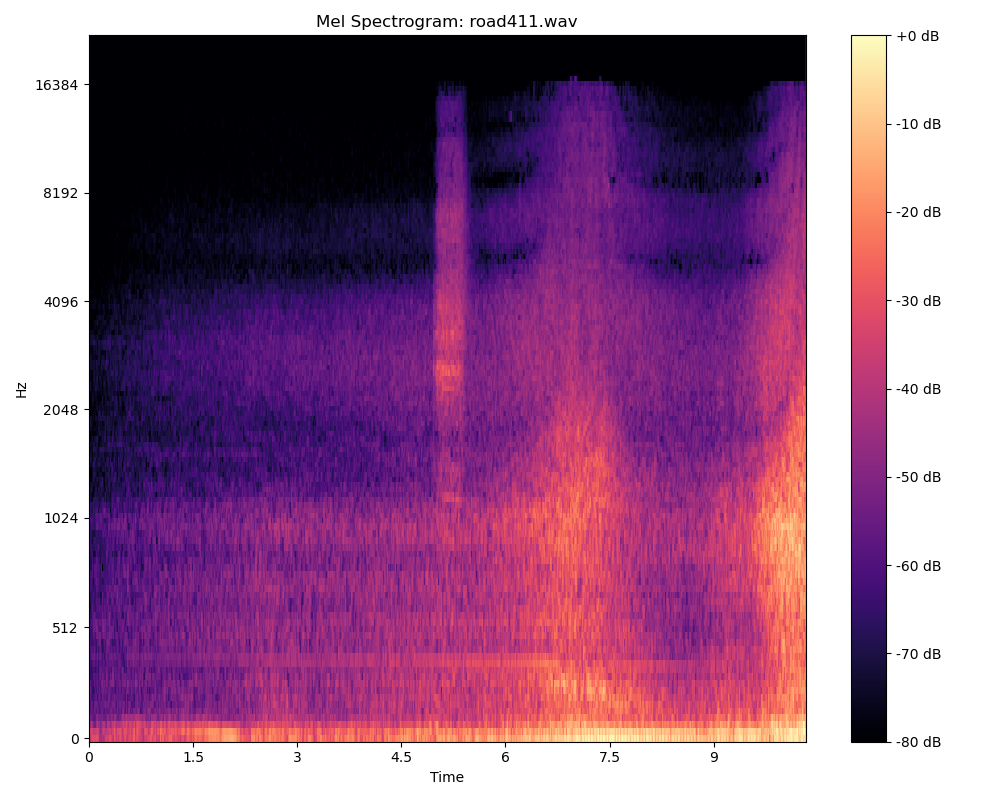 Mel Spectrogram: road411.wav
Hz
16384
8192
4096
2048
1024
512
0
0 1.5 3 4.5 6 7.5 9
Time
+0 dB
-10 dB
-20 dB
-30 dB
-40 dB
-50 dB
-60 dB
-70 dB
-80 dB